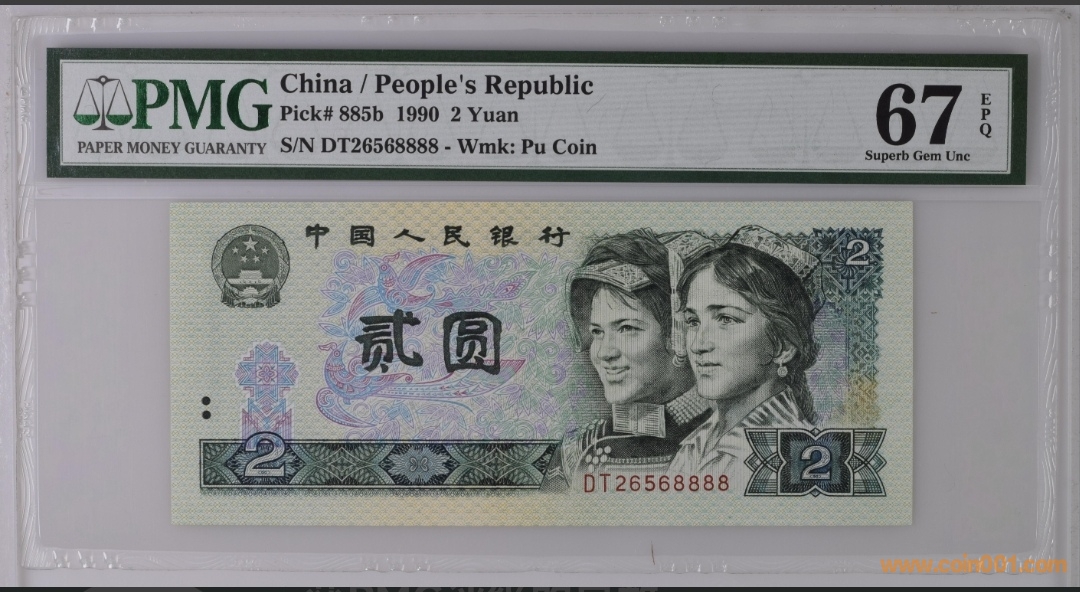 PMG
PAPER MONEY GUARANTY
China / People's Republic
Pick# 885b 1990 2 Yuan
S/N DT26568888 - Wmk: Pu Coin
67
EPQ
Superb Gem Unc
中国人民银行
2
贰圆
2
2
DT26568888
www.coin001.com